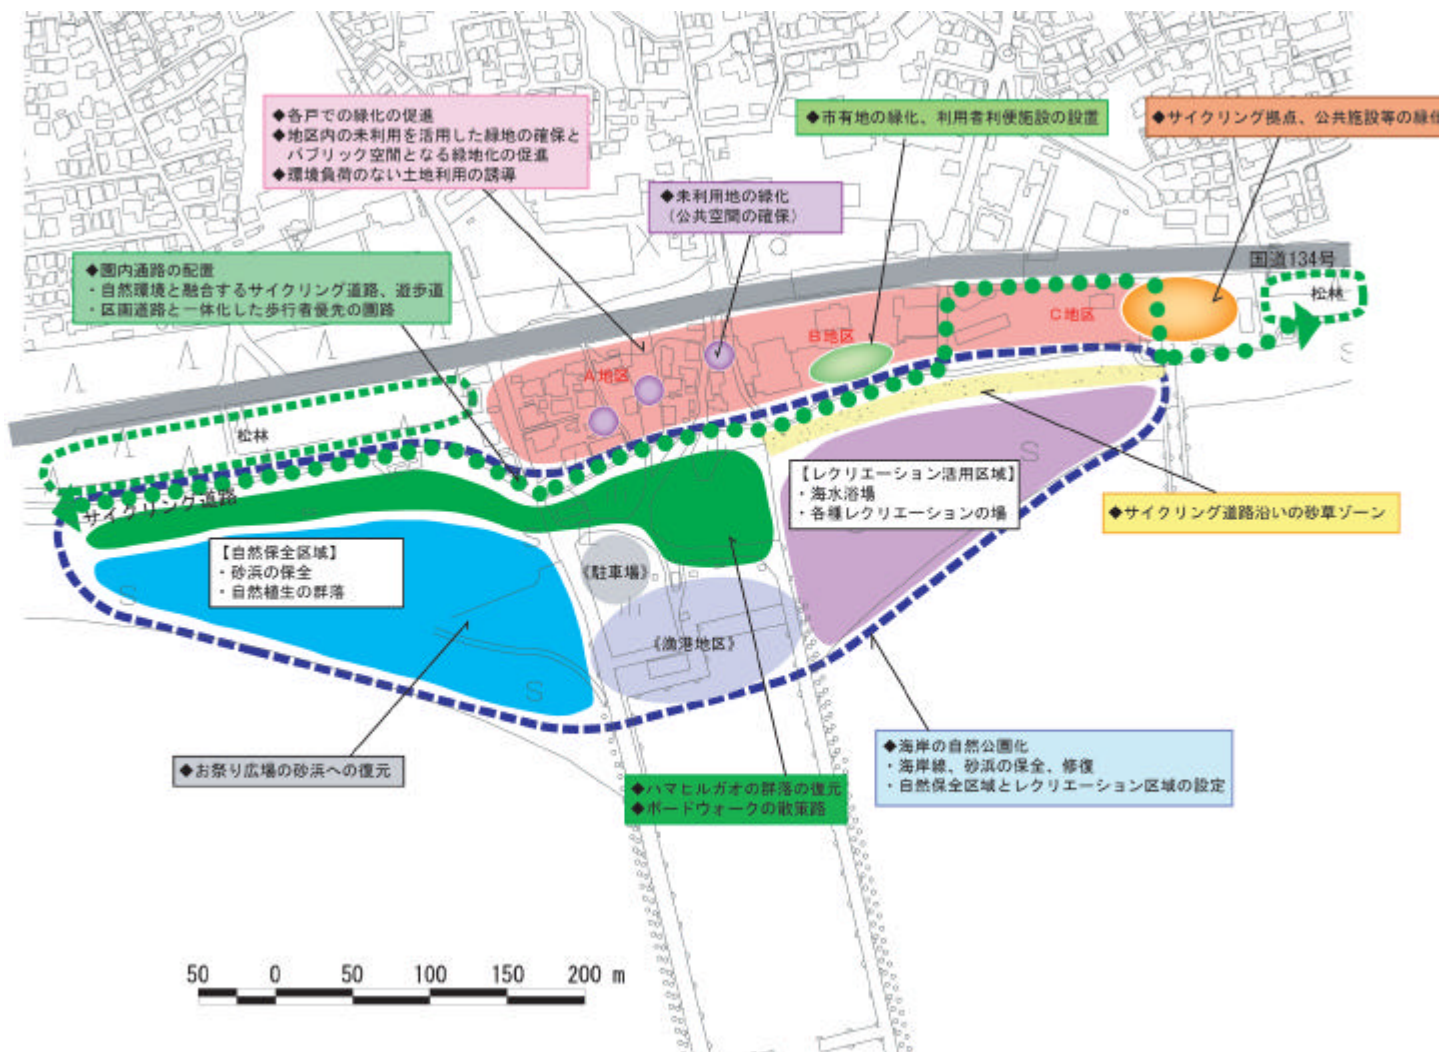 ◆各戸での緑化の促進
◆地区内の未利用を活用した緑地の確保と
パブリック空間となる緑地化の促進
◆環境負荷のない土地利用の誘導
◆市有地の緑化、利用者利便施設の設置
◆サイクリング拠点、公共施設等の緑化
◆未利用地の緑化
（公共空間の確保）
◆園内通路の配置
・自然環境と融合するサイクリング道路、遊歩道
・区画道路と一体化した歩行者優先の園路
国道134号
松林
C地区
B地区
A地区
松林
サイクリング道路
【レクリエーション活用区域】
・海水浴場
・各種レクリエーションの場
◆サイクリング道路沿いの砂草ゾーン
【自然保全区域】
・砂浜の保全
・自然植生の群落
《駐車場》
《漁港地区》
S
S
S
S
◆海岸の自然公園化
・海岸線、砂浜の保全、修復
・自然保全区域とレクリエーション区域の設定
◆お祭り広場の砂浜への復元
◆ハマヒルガオの群落の復元
◆ボードウォークの散策路
50 0 50 100 150 200 m